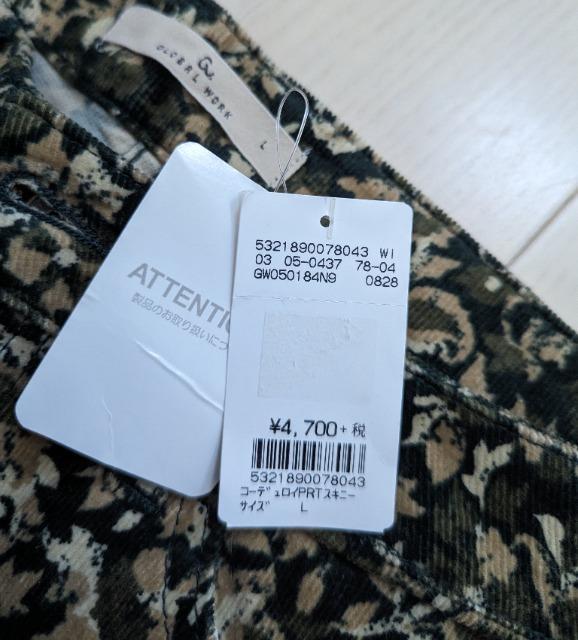 GLOBAL WORK
L
ATTENTIO
製品のお取り扱いにつ
5321890078043 WI
03 05-0437 78-04
GW050184N9 0828
¥4,700+税
5321890078043
コーデュロイPRTスキニー
サイズ L